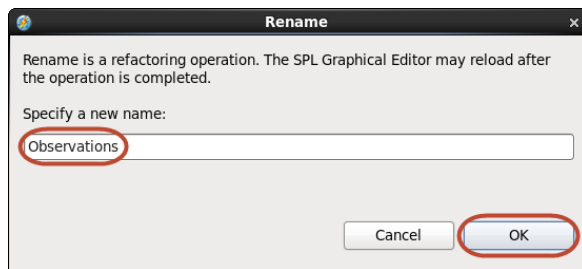 Rename
Rename is a refactoring operation. The SPL Graphical Editor may reload after
the operation is completed.
Specify a new name:
Observations
Cancel
OK